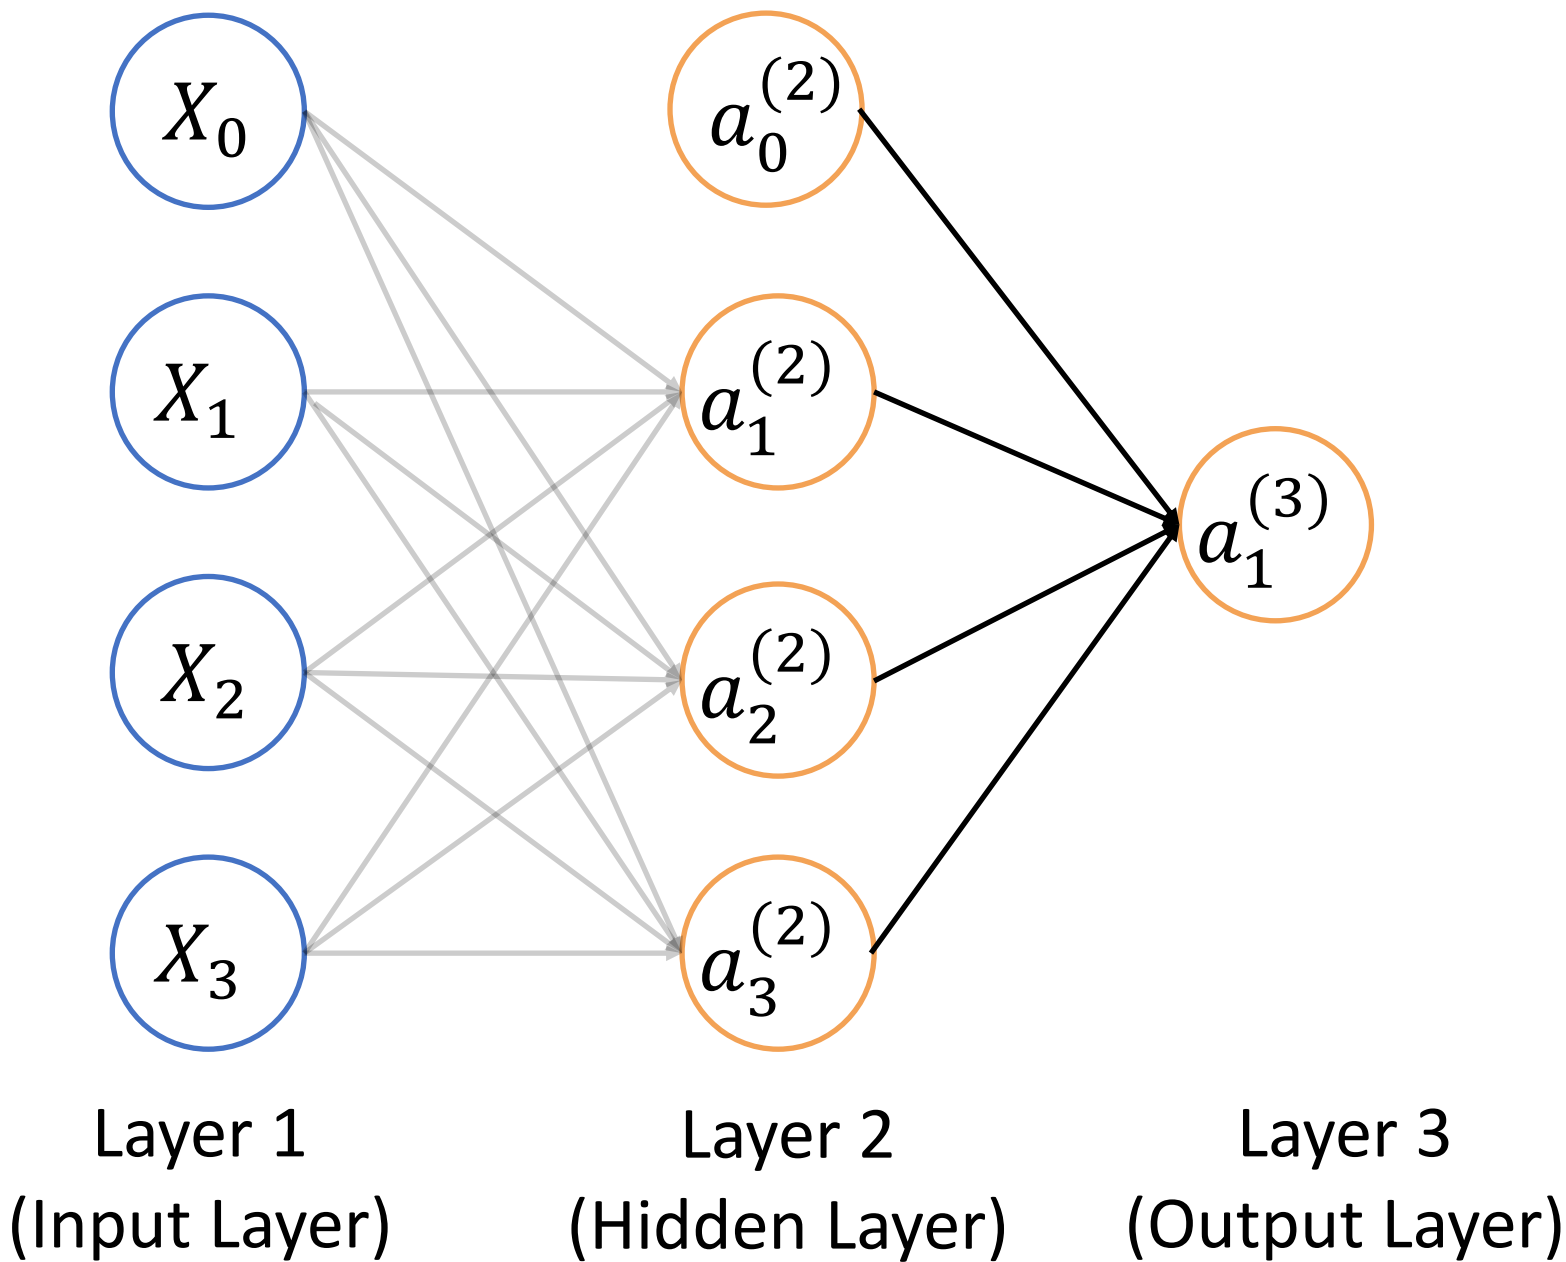 X₀
a₀⁽²⁾
X₁
a₁⁽²⁾
a₁⁽³⁾
X₂
a₂⁽²⁾
X₃
a₃⁽²⁾
Layer 1
(Input Layer)
Layer 2
(Hidden Layer)
Layer 3
(Output Layer)